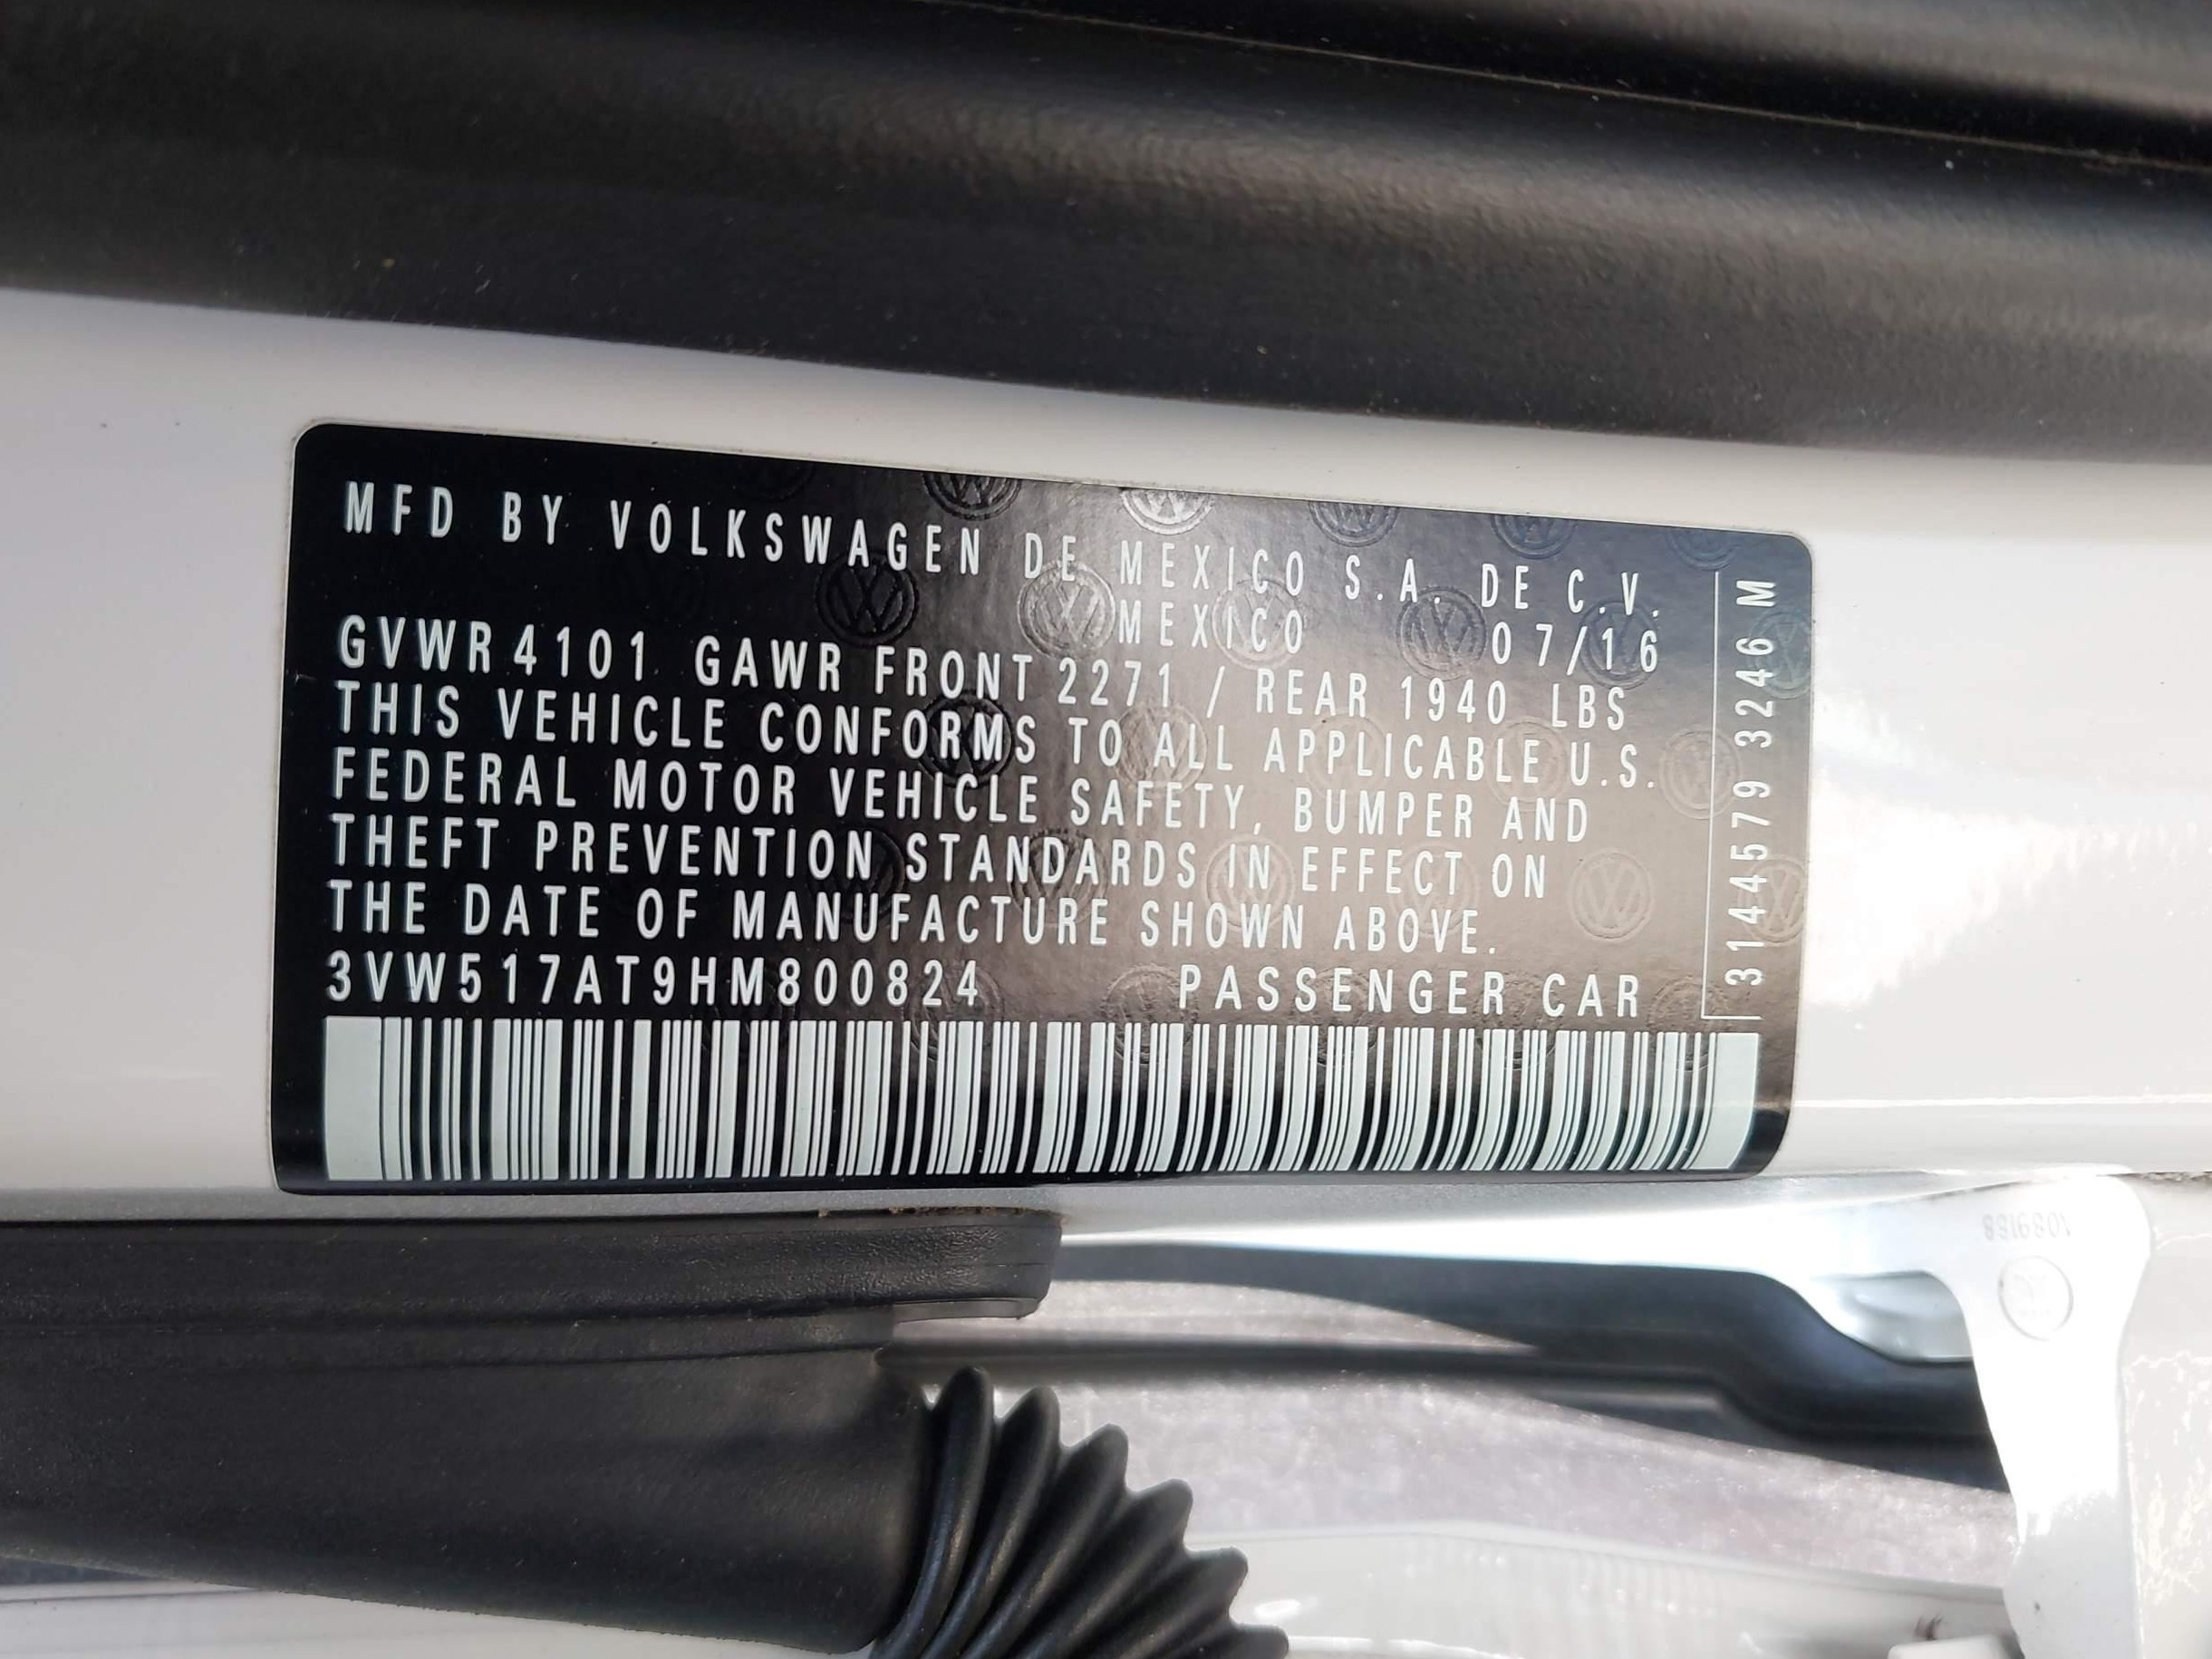 MFD BY VOLKSWAGEN DE MEXICO S.A. DE C.V.
MEXICO 07/16
GVWR 4101 GAWR FRONT 2271 / REAR 1940 LBS
THIS VEHICLE CONFORMS TO ALL APPLICABLE U.S.
FEDERAL MOTOR VEHICLE SAFETY, BUMPER AND
THEFT PREVENTION STANDARDS IN EFFECT ON
THE DATE OF MANUFACTURE SHOWN ABOVE.
3VW517AT9HM800824 PASSENGER CAR
3144579 3246 M
1089188